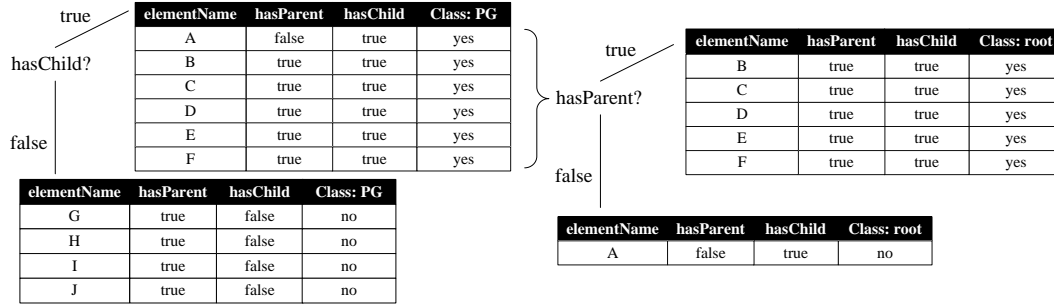 true
hasChild?
false
elementName hasParent hasChild Class: PG
A false true yes
B true true yes
C true true yes
D true true yes
E true true yes
F true true yes
elementName hasParent hasChild Class: PG
G true false no
H true false no
I true false no
J true false no
true
hasParent?
false
elementName hasParent hasChild Class: root
B true true yes
C true true yes
D true true yes
E true true yes
F true true yes
elementName hasParent hasChild Class: root
A false true no